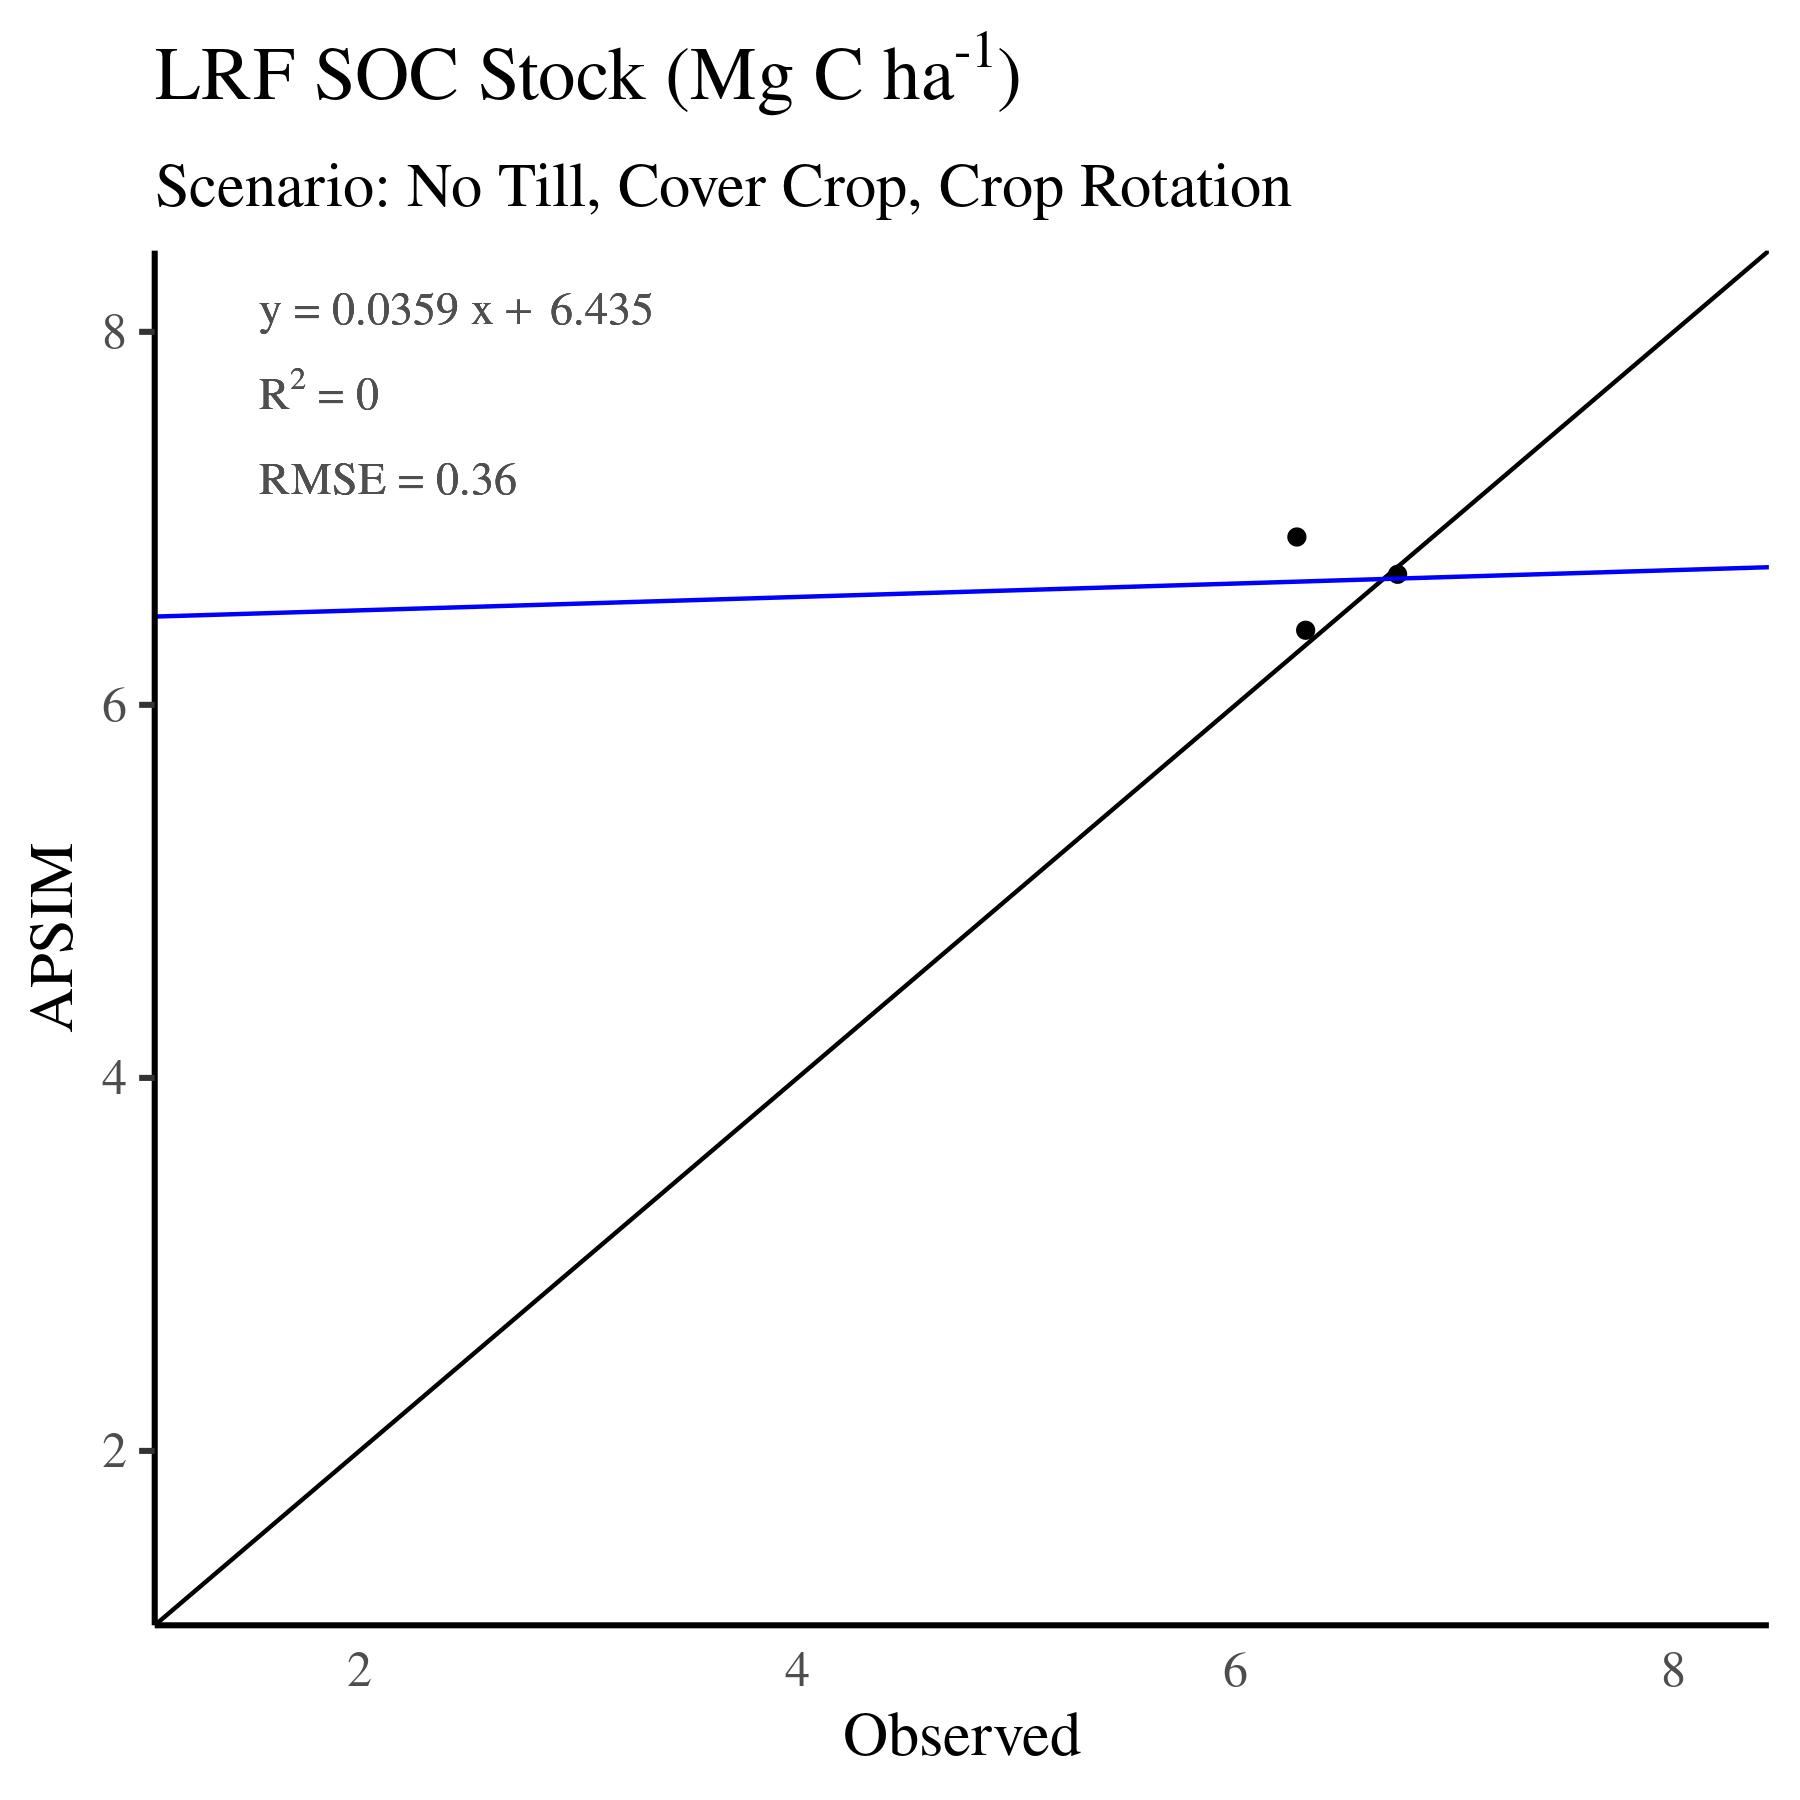 LRF SOC Stock (Mg C ha⁻¹)
Scenario: No Till, Cover Crop, Crop Rotation
y = 0.0359 x + 6.435
R² = 0
RMSE = 0.36
8
6
4
2
APSIM
2 4 6 8
Observed